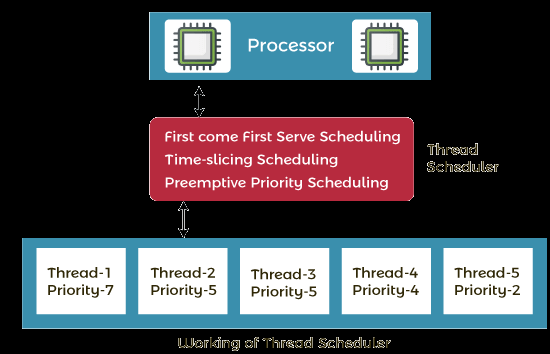 Processor
First come First Serve Scheduling
Time-slicing Scheduling
Preemptive Priority Scheduling
Thread
Scheduler
Thread-1
Priority-7
Thread-2
Priority-5
Thread-3
Priority-5
Thread-4
Priority-4
Thread-5
Priority-2
Working of Thread Scheduler